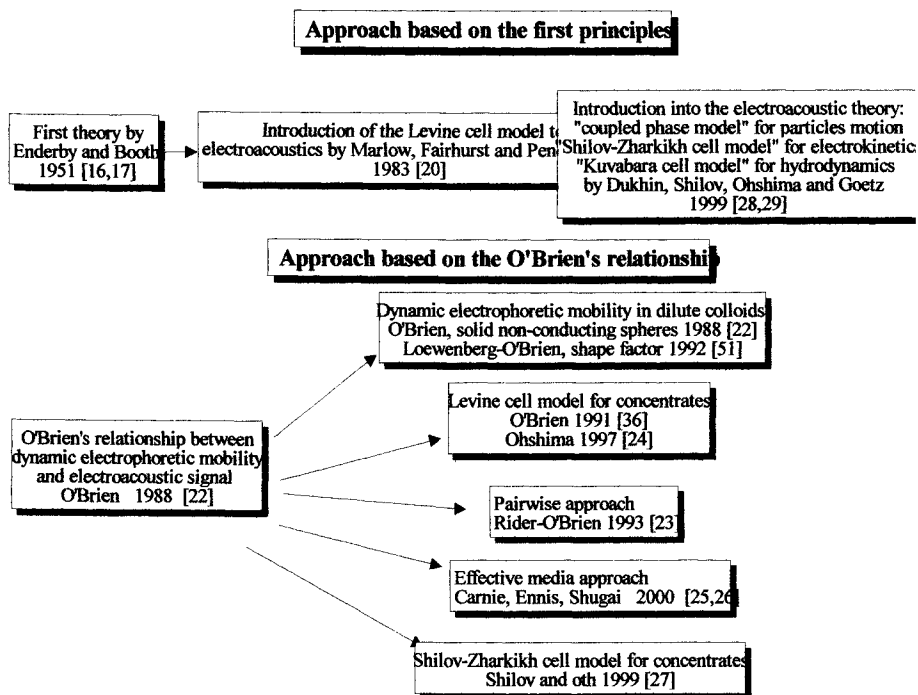 Approach based on the first principles
First theory by
Enderby and Booth
1951 [16,17]
Introduction of the Levine cell model to
electroacoustics by Marlow, Fairhurst and Pen
1983 [20]
Introduction into the electroacoustic theory:
"coupled phase model" for particles motion
"Shilov-Zharkikh cell model" for electrokinetic
"Kuvabara cell model" for hydrodynamics
by Dukhin, Shilov, Ohshima and Goetz
1999 [28,29]
Approach based on the O'Brien's relationship
Dynamic electrophoretic mobility in dilute colloids
O'Brien, solid non-conducting spheres 1988 [22]
Loewenberg-O'Brien, shape factor 1992 [51]
Levine cell model for concentrates
O'Brien 1991 [36]
Ohshima 1997 [24]
O'Brien's relationship between
dynamic electrophoretic mobility
and electroacoustic signal
O'Brien 1988 [22]
Pairwise approach
Rider-O'Brien 1993 [23]
Effective media approach
Carnie, Ennis, Shugai 2000 [25,26]
Shilov-Zharkikh cell model for concentrates
Shilov and oth 1999 [27]